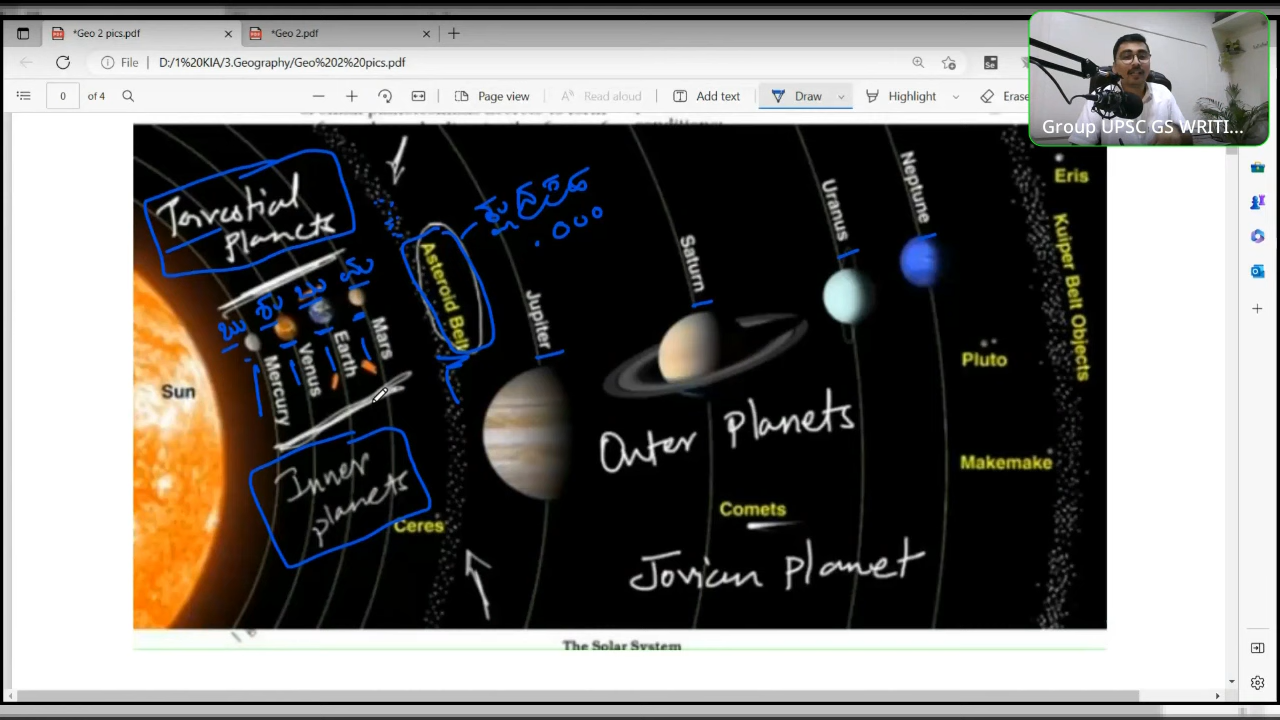 *Geo 2 pics.pdf
*Geo 2.pdf
File
D:/1%20KIA/3.Geography/Geo%202%20pics.pdf
0
of 4
Page view
Read aloud
Add text
Draw
Highlight
Erase
Group UPSC GS WRITI...
Terrestial
planets
Asteroid Belt
Jupiter
Saturn
Uranus
Neptune
Eris
Kuiper Belt Objects
Sun
Mercury
Venus
Earth
Mars
Pluto
Outer planets
Makemake
Inner
planets
Ceres
Comets
Jovian planet
The Solar System